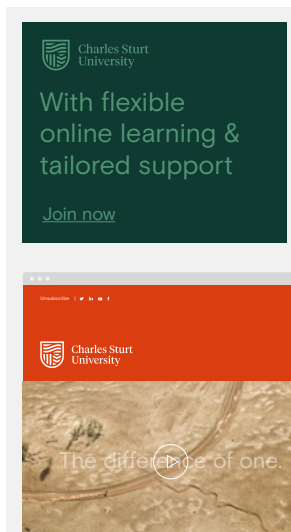 Charles Sturt
University
With flexible
online learning &
tailored support
Join now
Unsubscribe
Charles Sturt
University
The difference of one.